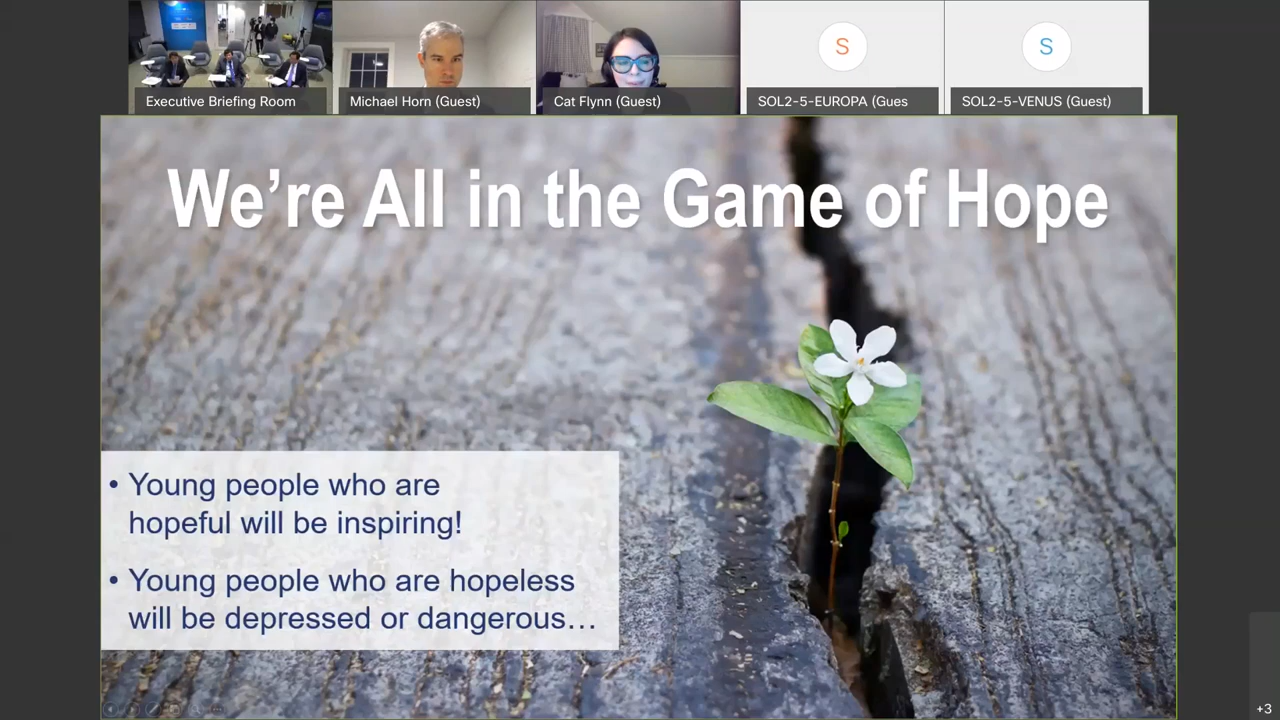 Executive Briefing Room
Michael Horn (Guest)
Cat Flynn (Guest)
S
SOL2-5-EUROPA (Gues
S
SOL2-5-VENUS (Guest)
We’re All in the Game of Hope
• Young people who are
hopeful will be inspiring!
• Young people who are hopeless
will be depressed or dangerous…
+3